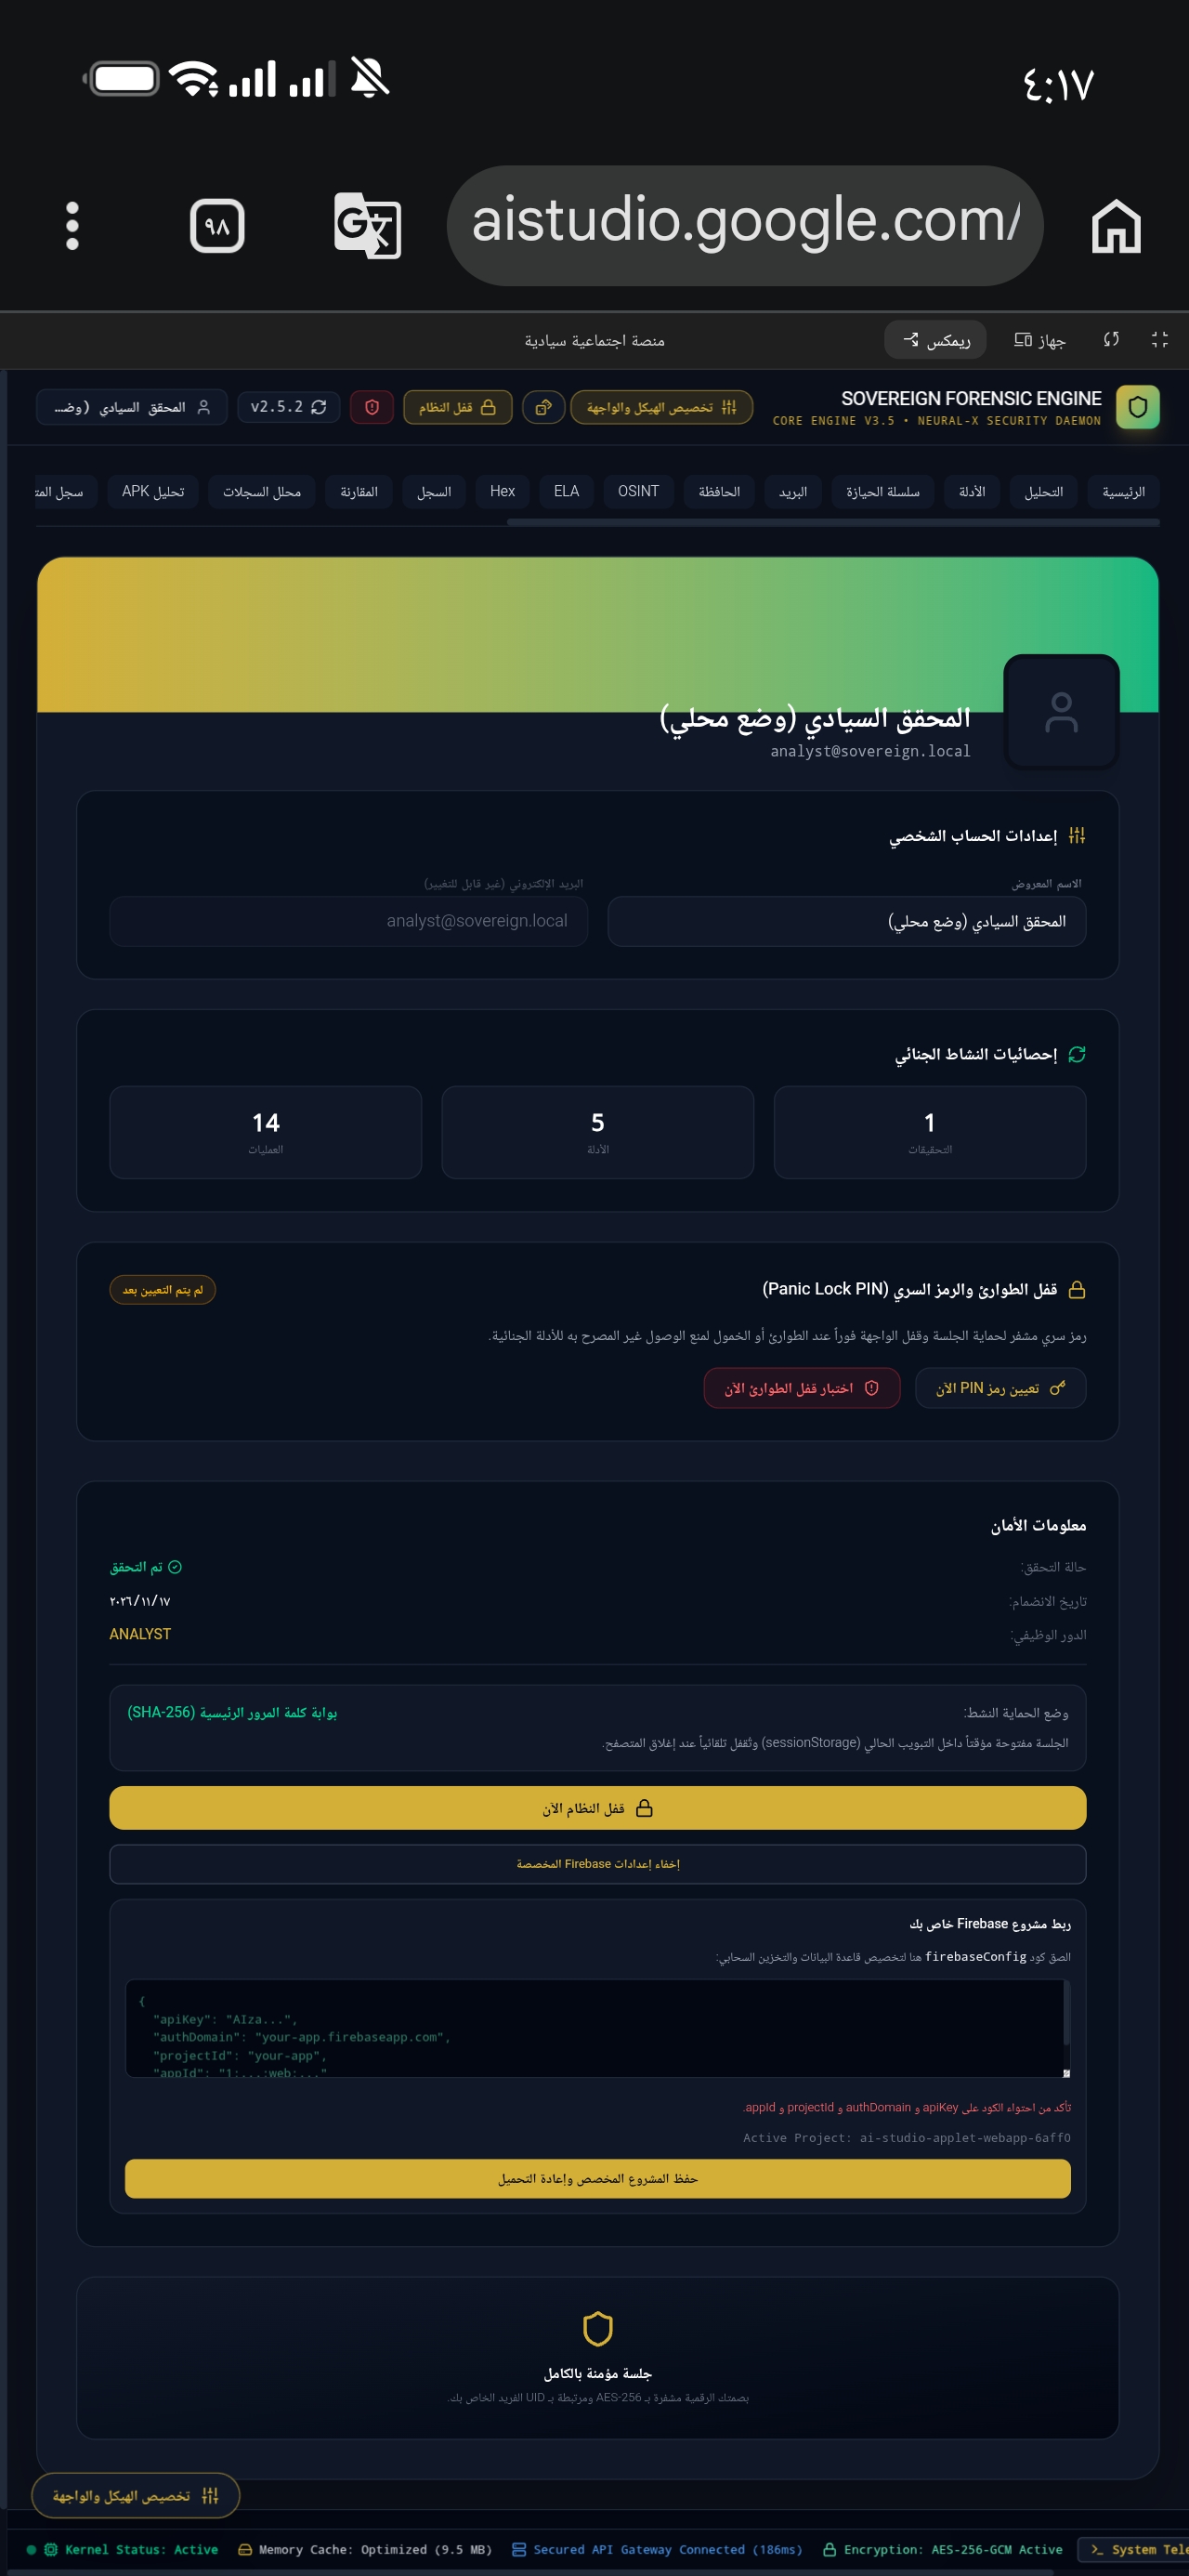 ٤:١٧
aistudio.google.com/
٩٨
جهاز
ريمكس
منصة اجتماعية سيادية
SOVEREIGN FORENSIC ENGINE
CORE ENGINE V3.5 • NEURAL-X SECURITY DAEMON
تخصيص الهيكل والواجهة
قفل النظام
v2.5.2
المحقق السيادي (وضـ...
الرئيسية
التحليل
الأدلة
سلسلة الحيازة
البريد
الحافظة
OSINT
ELA
Hex
السجل
المقارنة
محلل السجلات
تحليل APK
سجل المت
المحقق السيادي (وضع محلي)
analyst@sovereign.local
إعدادات الحساب الشخصي
الاسم المعروض
البريد الإلكتروني (غير قابل للتغيير)
المحقق السيادي (وضع محلي)
analyst@sovereign.local
إحصائيات النشاط الجنائي
1
5
14
التحقيقات
الأدلة
العمليات
قفل الطوارئ والرمز السري (Panic Lock PIN)
لم يتم التعيين بعد
رمز سري مشفر لحماية الجلسة وقفل الواجهة فوراً عند الطوارئ أو الخمول لمنع الوصول غير المصرح به للأدلة الجنائية.
تعيين رمز PIN الآن
اختبار قفل الطوارئ الآن
معلومات الأمان
حالة التحقق:
تم التحقق
تاريخ الانضمام:
٢٠٢٦/١١/١٧
الدور الوظيفي:
ANALYST
وضع الحماية النشط:
بوابة كلمة المرور الرئيسية (SHA-256)
الجلسة مفتوحة مؤقتاً داخل التبويب الحالي (sessionStorage) وتُقفل تلقائياً عند إغلاق المتصفح.
قفل النظام الآن
إخفاء إعدادات Firebase المخصصة
ربط مشروع Firebase خاص بك
الصق كود firebaseConfig هنا لتخصيص قاعدة البيانات والتخزين السحابي:
{
"apiKey": "AIza...",
"authDomain": "your-app.firebaseapp.com",
"projectId": "your-app",
"appId": "1:...:web:..."
تأكد من احتواء الكود على apiKey و authDomain و projectId و appId.
Active Project: ai-studio-applet-webapp-6aff0
حفظ المشروع المخصص وإعادة التحميل
جلسة مؤمنة بالكامل
بصمتك الرقمية مشفرة بـ AES-256 ومرتبطة بـ UID الفريد الخاص بك.
تخصيص الهيكل والواجهة
Kernel Status: Active
Memory Cache: Optimized (9.5 MB)
Secured API Gateway Connected (186ms)
Encryption: AES-256-GCM Active
System Tele